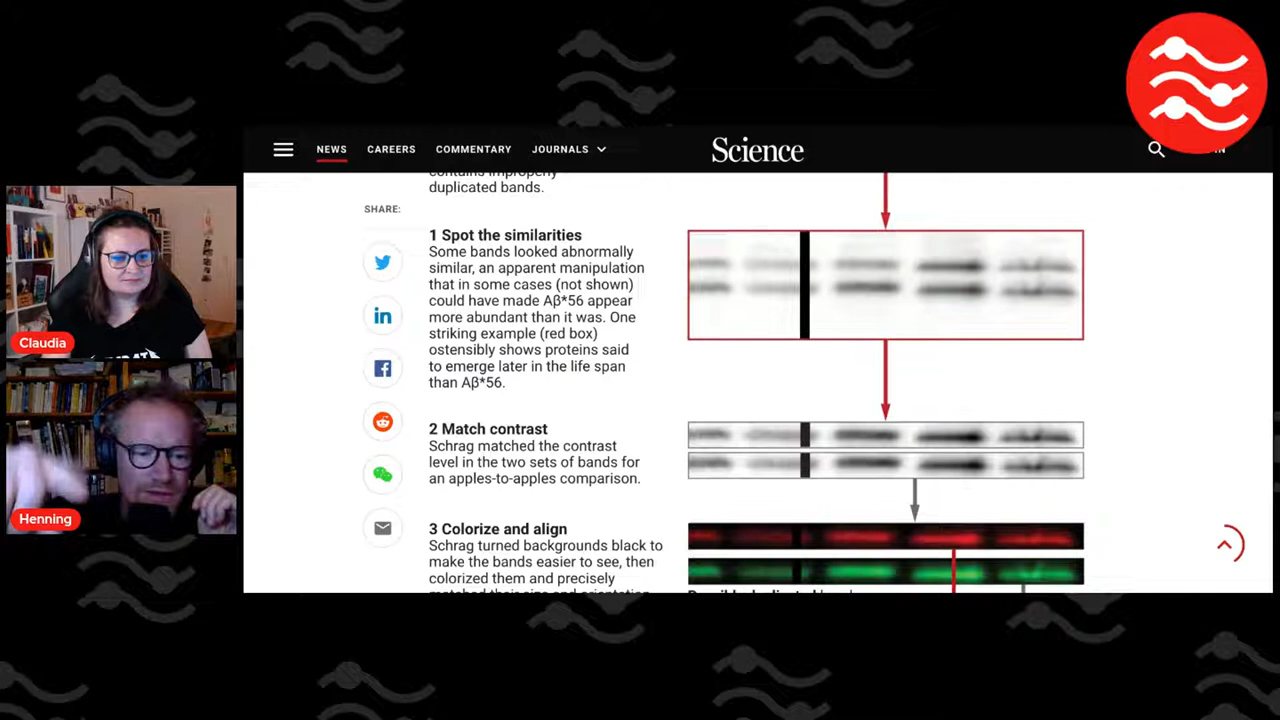 NEWS
CAREERS
COMMENTARY
JOURNALS
Science
duplicated bands.
SHARE:
1 Spot the similarities
Some bands looked abnormally
similar, an apparent manipulation
that in some cases (not shown)
could have made Aβ*56 appear
more abundant than it was. One
striking example (red box)
ostensibly shows proteins said
to emerge later in the life span
than Aβ*56.
2 Match contrast
Schrag matched the contrast
level in the two sets of bands for
an apples-to-apples comparison.
3 Colorize and align
Schrag turned backgrounds black to
make the bands easier to see, then
colorized them and precisely
Claudia
Henning